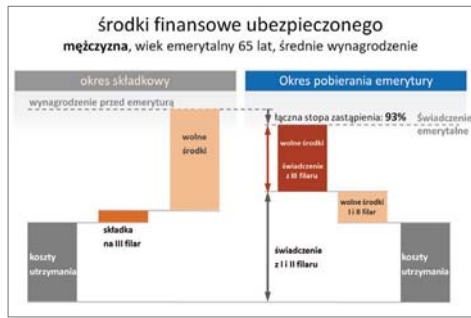 środki finansowe ubezpieczonego
mężczyzna, wiek emerytalny 65 lat, średnie wynagrodzenie
okres składkowy
Okres pobierania emerytury
wynagrodzenie przed emeryturą
łączna stopa zastąpienia: 93%
Świadczenie
emerytalne
wolne
środki
wolne środki
świadczenie
z III filaru
wolne środki
I i II filar
składka
na III filar
świadczenie
z I i II filaru
koszty
utrzymania
koszty
utrzymania